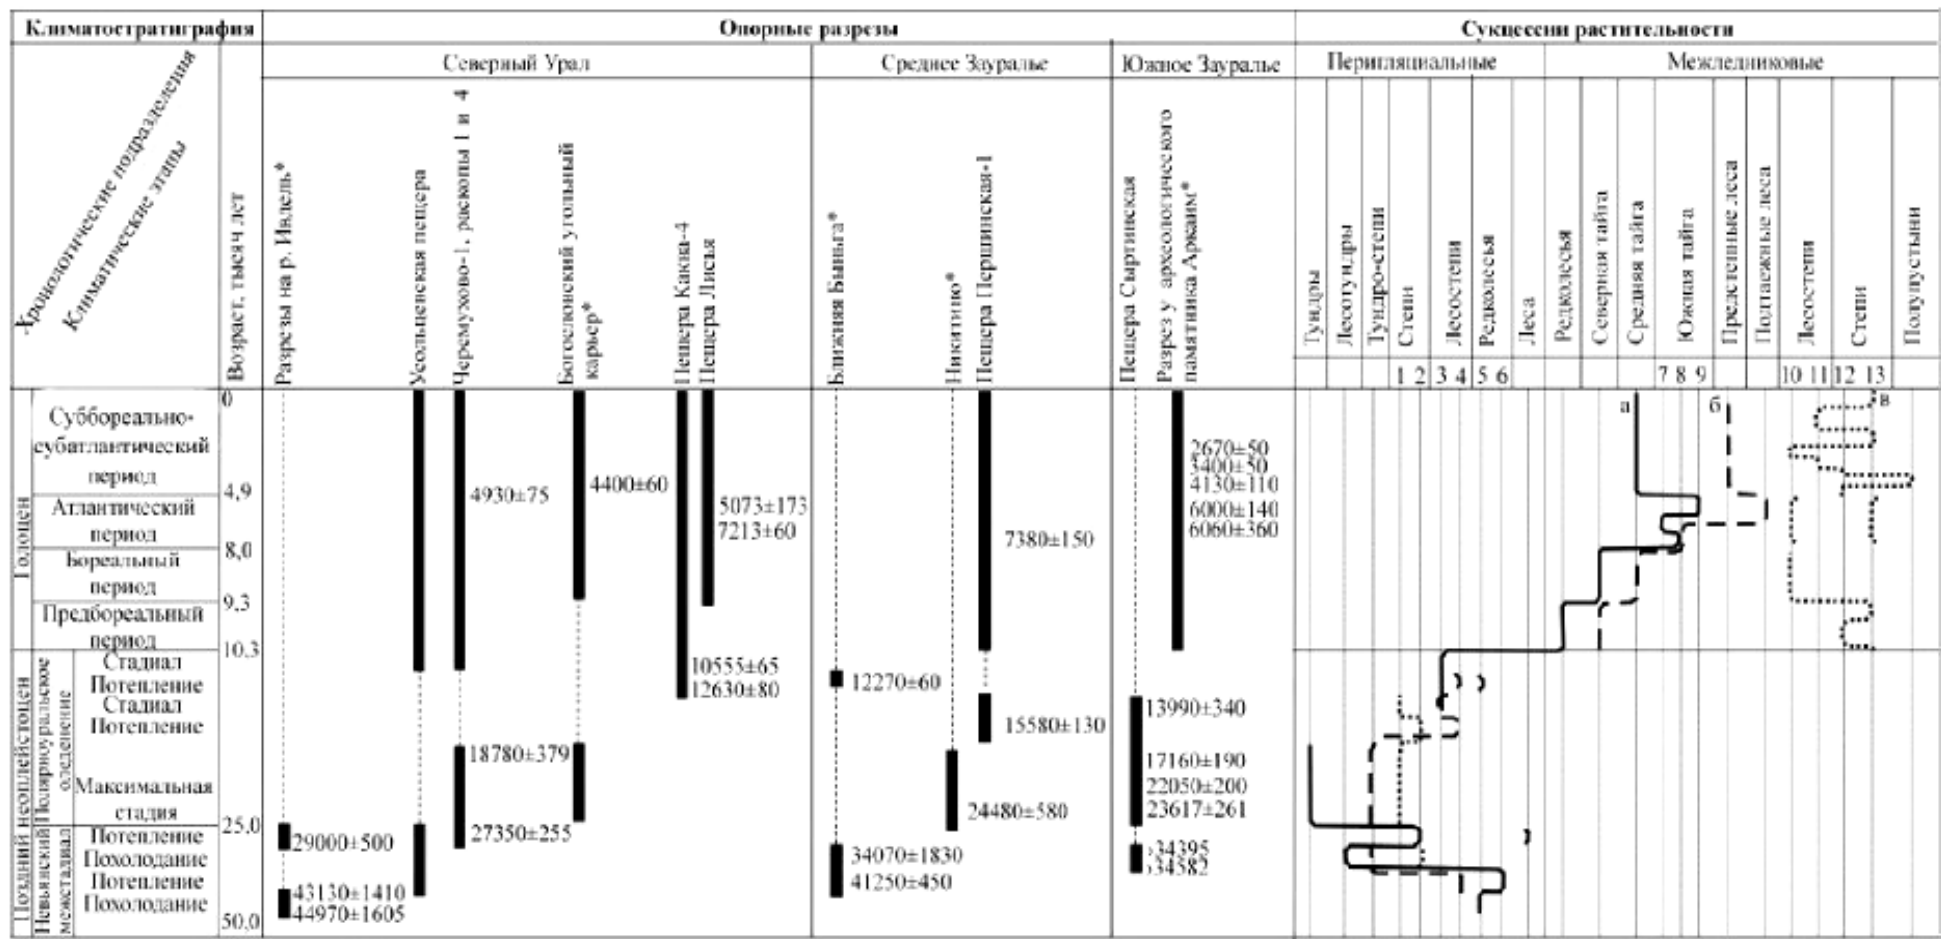 Климатостратиграфия
Опорные разрезы
Сукцессии растительности
Северный Урал
Среднее Зауралье
Южное Зауралье
Перигляциальные
Межледниковые
Хронологические подразделения
Климатические этапы
Возраст, тысяч лет
Разрезы на р. Ивдель*
Усольцевская пещера
Черемухово-1, раскопы 1 и 4
Богословский угольный
карьер*
Пещера Каква-4
Пещера Лисья
Ближняя Быньга*
Никитино*
Пещера Першинская-1
Пещера Сыртинская
Разрез у археологического
памятника Аркаим*
Тундры
Лесотундры
Тундро-степи
Степи
Лесостепи
Редколесья
Леса
Редколесья
Северная тайга
Средняя тайга
Южная тайга
Предстепные леса
Подтаежные леса
Лесостепи
Степи
Полупустыни
1 2 3 4 5 6 7 8 9 10 11 12 13
Голоцен
Суббореально-
субатлантический
период
Атлантический
период
Бореальный
период
Предбореальный
период
Поздний неоплейстоцен
Полярноуральское
оледенение
Стадиал
Потепление
Стадиал
Потепление
Максимальная
стадия
Невьянский
межстадиал
Потепление
Похолодание
Потепление
Похолодание
0
4,9
8,0
9.3
10.3
25.0
50,0
29000±500
43130±1410
44970±1605
4930±75
18780±379
27350±255
4400±60
5073±173
7213±60
10555±65
12630±80
12270±60
34070±1830
41250±450
24480±580
7380±150
15580±130
2670±50
3400±50
4130±110
6000±140
6060±360
13990±340
17160±190
22050±200
23617±261
›34395
›34582
а
б
в